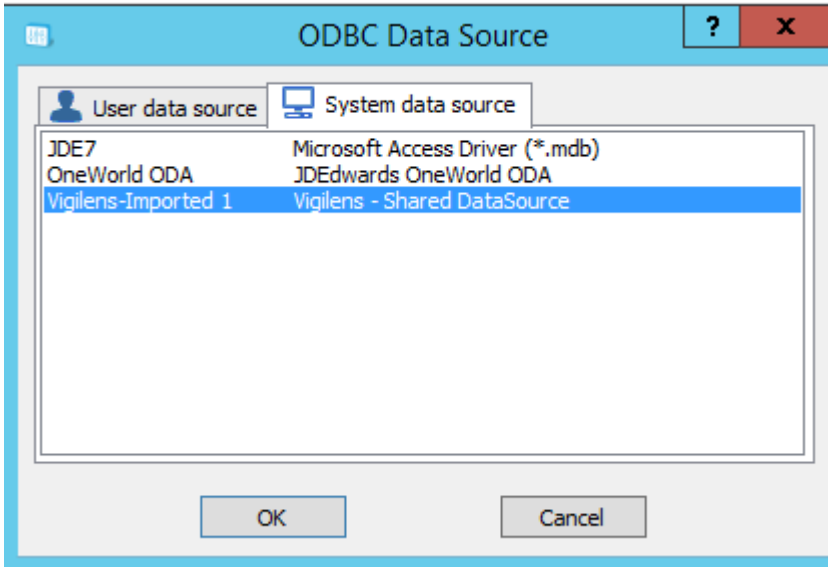 ODBC Data Source
?
x
User data source
System data source
JDE7 Microsoft Access Driver (*.mdb)
OneWorld ODA JDEdwards OneWorld ODA
Vigilens-Imported 1 Vigilens - Shared DataSource
OK
Cancel